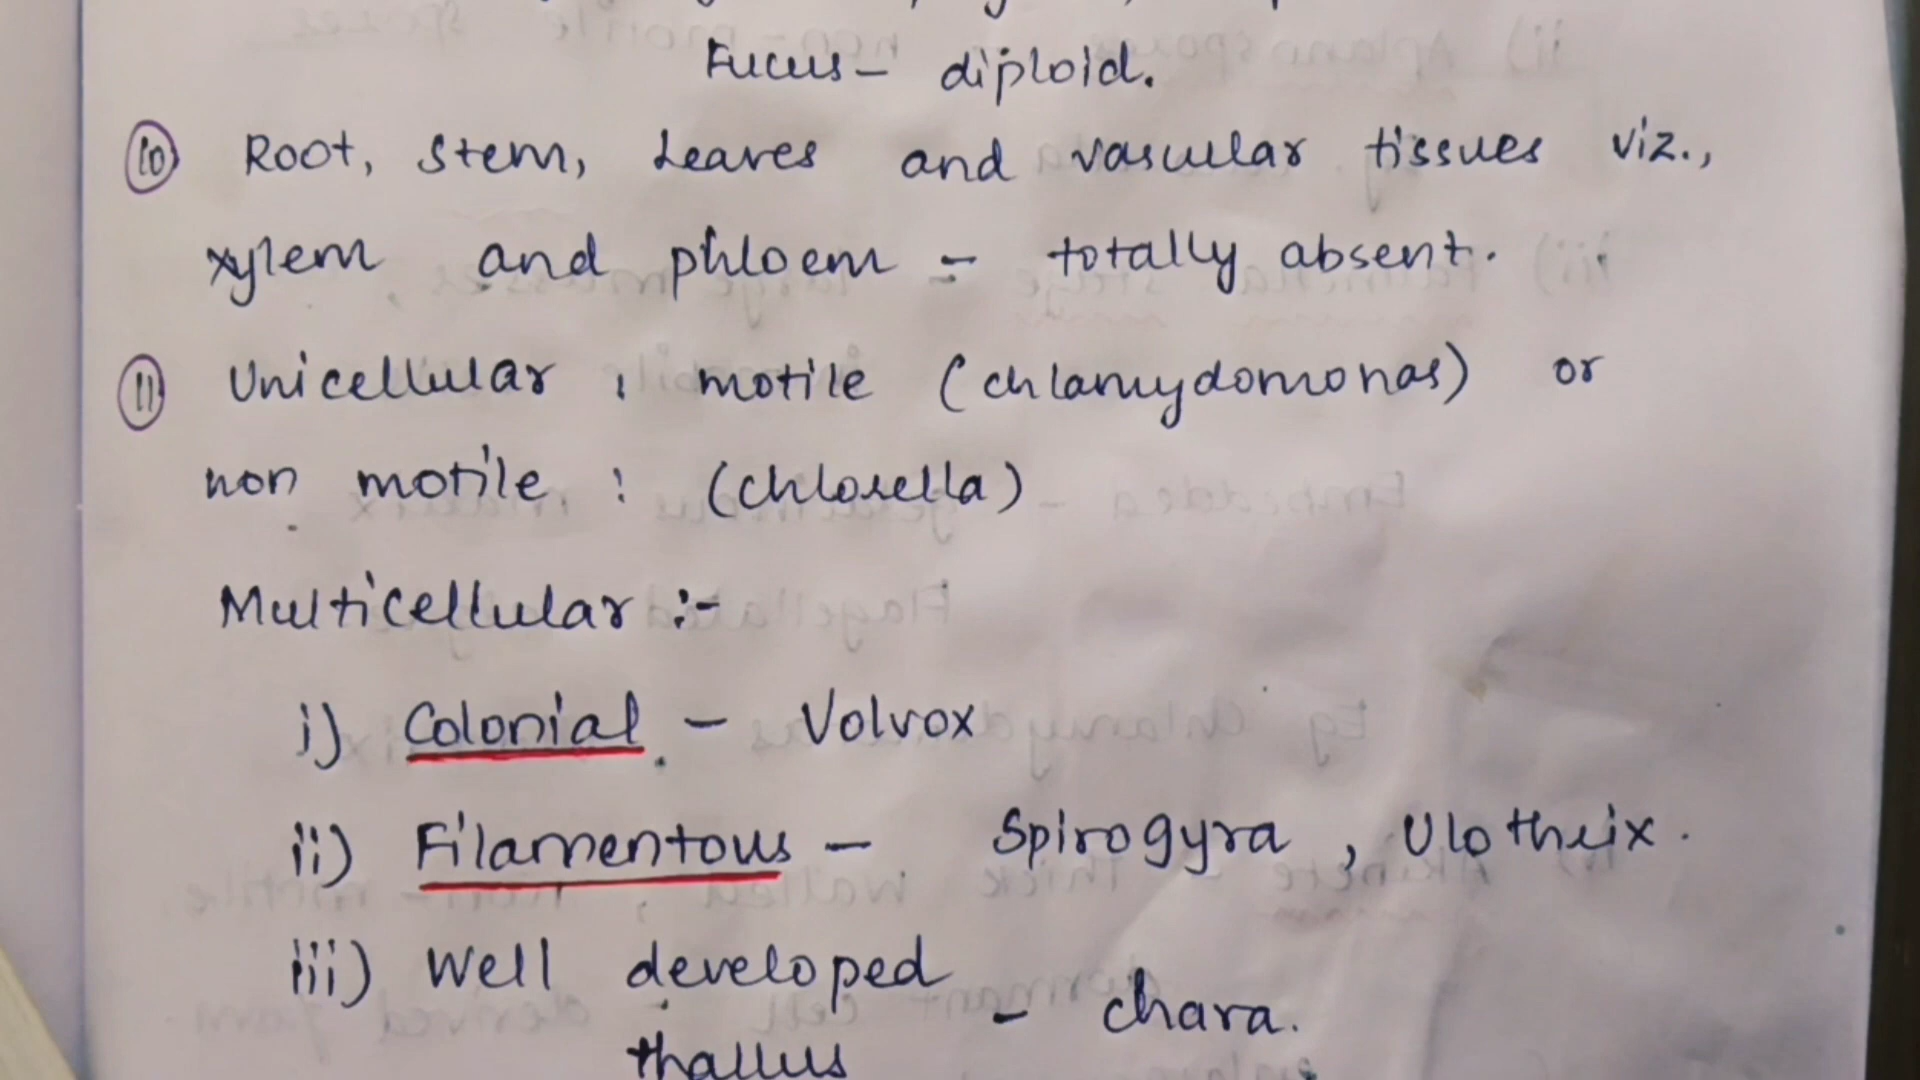 Fucus - diploid.
10 Root, stem, Leaves and vascular tissues viz.,
xylem and phloem - totally absent.
11 Unicellular : motile (chlamydomonas) or
non motile : (chlorella)
Multicellular :-
i) Colonial - Volvox
ii) Filamentous - Spirogyra, Ulothrix.
iii) Well developed
thallus - chara.